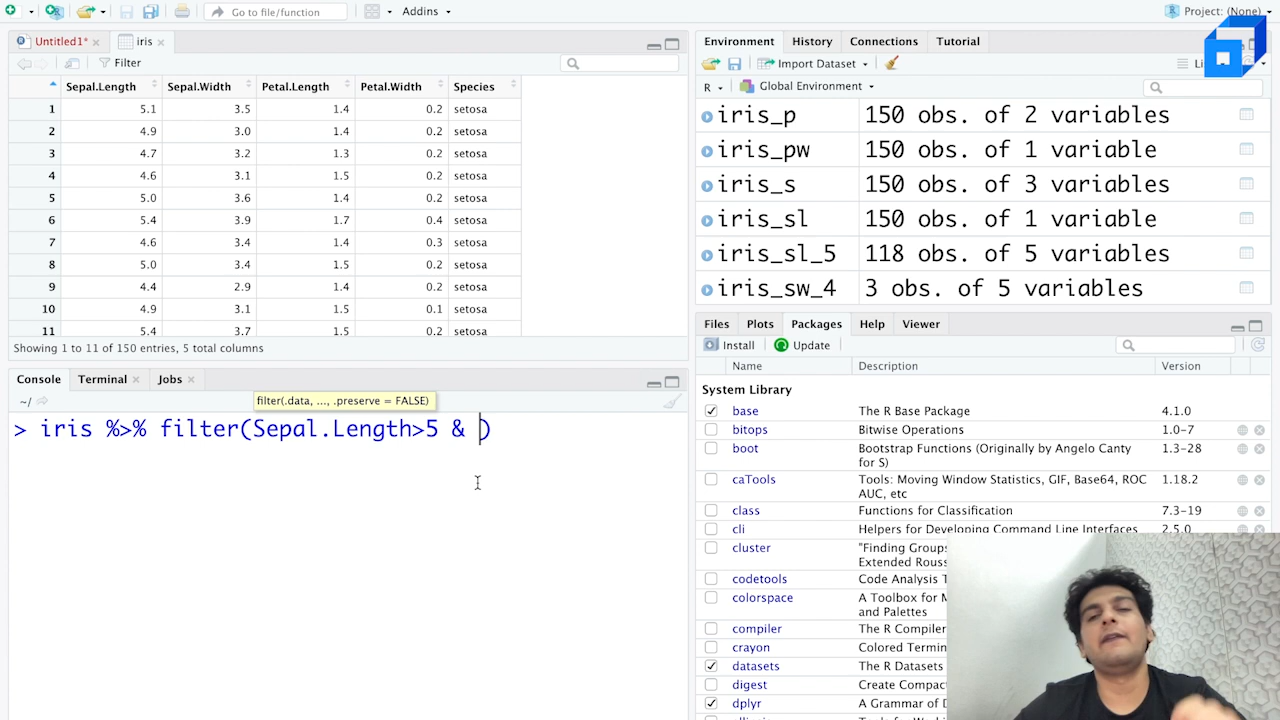 Go to file/function
Addins
Project: (None)
Untitled1*
iris
Filter
Sepal.Length Sepal.Width Petal.Length Petal.Width Species
1 5.1 3.5 1.4 0.2 setosa
2 4.9 3.0 1.4 0.2 setosa
3 4.7 3.2 1.3 0.2 setosa
4 4.6 3.1 1.5 0.2 setosa
5 5.0 3.6 1.4 0.2 setosa
6 5.4 3.9 1.7 0.4 setosa
7 4.6 3.4 1.4 0.3 setosa
8 5.0 3.4 1.5 0.2 setosa
9 4.4 2.9 1.4 0.2 setosa
10 4.9 3.1 1.5 0.1 setosa
11 5.4 3.7 1.5 0.2 setosa
Showing 1 to 11 of 150 entries, 5 total columns
Console Terminal Jobs
~/
filter(.data, ..., .preserve = FALSE)
> iris %>% filter(Sepal.Length>5 & )
Environment History Connections Tutorial
Import Dataset
R Global Environment
iris_p 150 obs. of 2 variables
iris_pw 150 obs. of 1 variable
iris_s 150 obs. of 3 variables
iris_sl 150 obs. of 1 variable
iris_sl_5 118 obs. of 5 variables
iris_sw_4 3 obs. of 5 variables
Files Plots Packages Help Viewer
Install Update
Name Description Version
System Library
base The R Base Package 4.1.0
bitops Bitwise Operations 1.0-7
boot Bootstrap Functions (Originally by Angelo Canty 1.3-28
for S)
caTools Tools: Moving Window Statistics, GIF, Base64, ROC 1.18.2
AUC, etc
class Functions for Classification 7.3-19
cli Helpers for Developing Command Line Interfaces 2.5.0
cluster "Finding Groups
Extended Rouss
codetools Code Analysis T
colorspace A Toolbox for M
and Palettes
compiler The R Compiler
crayon Colored Termin
datasets The R Datasets
digest Create Compac
dplyr A Grammar of D